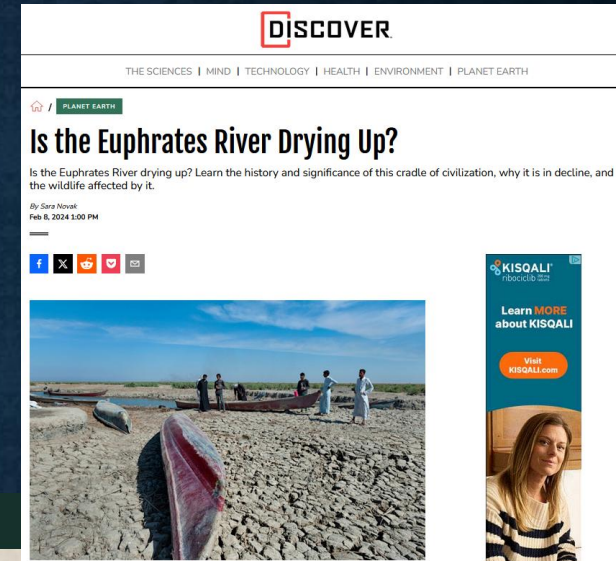 DISCOVER
THE SCIENCES | MIND | TECHNOLOGY | HEALTH | ENVIRONMENT | PLANET EARTH
/ PLANET EARTH
Is the Euphrates River Drying Up?
Is the Euphrates River drying up? Learn the history and significance of this cradle of civilization, why it is in decline, and
the wildlife affected by it.
By Sara Novak
Feb 8, 2024 1:00 PM
KISQALI®
ribociclib
Learn MORE
about KISQALI
Visit
KISQALI.com